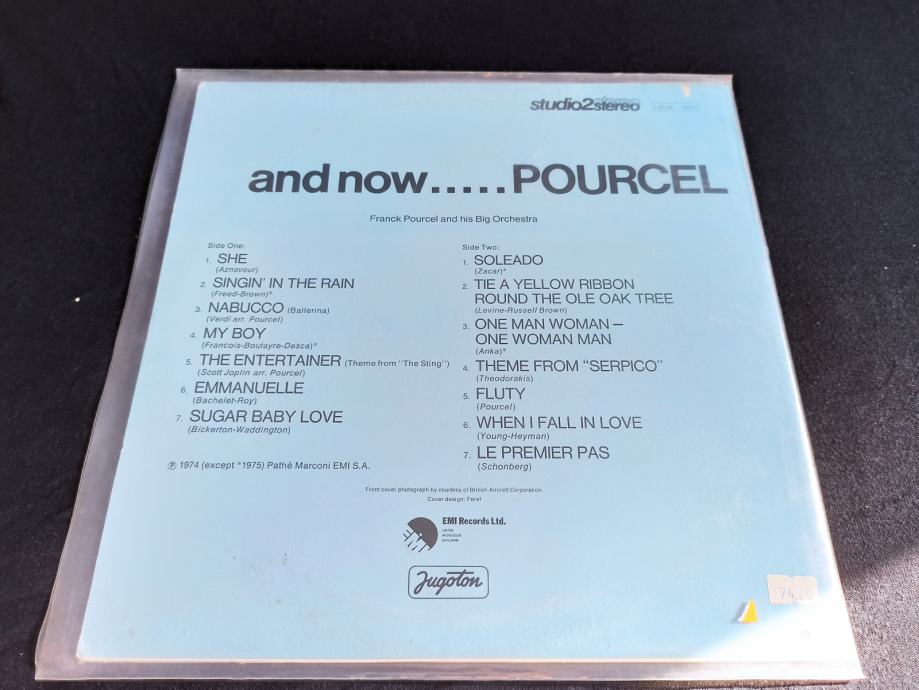 studio2stereo
and now.....POURCEL
Franck Pourcel and his Big Orchestra
Side One:
1. SHE
(Aznavour)
2. SINGIN' IN THE RAIN
(Freed-Brown)*
3. NABUCCO (Ballerina)
(Verdi arr. Pourcel)
4. MY BOY
(Francois-Boutayre-Desca)*
5. THE ENTERTAINER (Theme from "The Sting")
(Scott Joplin arr. Pourcel)
6. EMMANUELLE
(Bachelet-Roy)
7. SUGAR BABY LOVE
(Bickerton-Waddington)
Side Two:
1. SOLEADO
(Zacar)*
2. TIE A YELLOW RIBBON
ROUND THE OLE OAK TREE
(Levine-Russell Brown)
3. ONE MAN WOMAN –
ONE WOMAN MAN
(Anka)*
4. THEME FROM "SERPICO"
(Theodorakis)
5. FLUTY
(Pourcel)
6. WHEN I FALL IN LOVE
(Young-Heyman)
7. LE PREMIER PAS
(Schonberg)
℗ 1974 (except *1975) Pathé Marconi EMI S.A.
Front cover photograph by courtesy of British Aircraft Corporation.
Cover design: Feref
EMI
EMI Records Ltd.
Jugoton